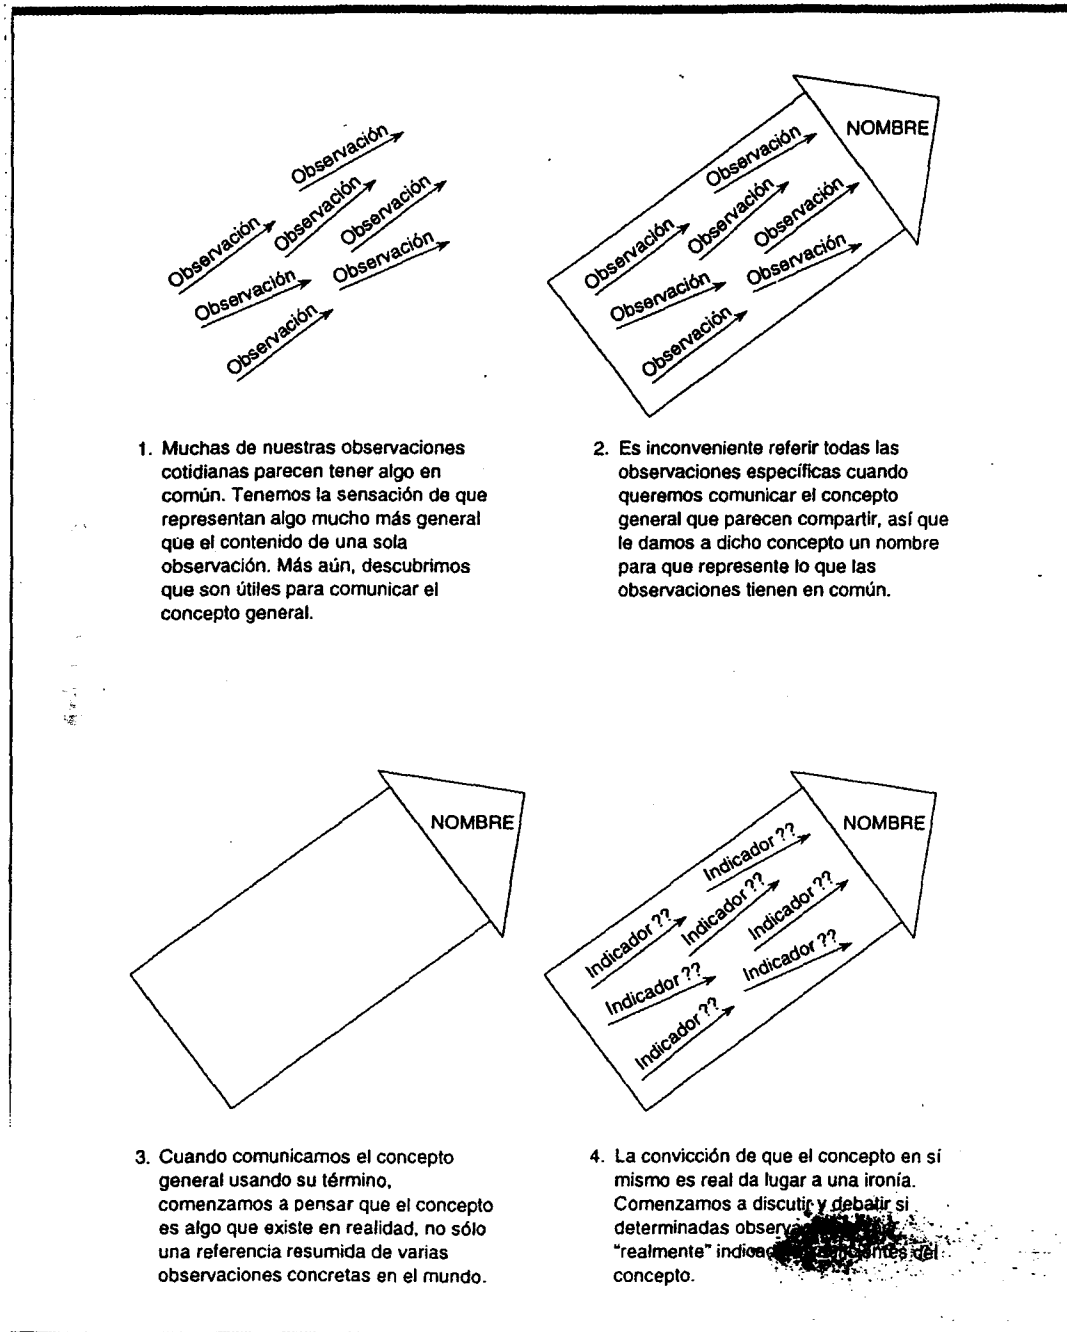 Observación
Observación
Observación
Observación
Observación
Observación
Observación
Observación
NOMBRE
Observación
Observación
Observación
Observación
Observación
Observación
Observación
Observación
1. Muchas de nuestras observaciones
cotidianas parecen tener algo en
común. Tenemos la sensación de que
representan algo mucho más general
que el contenido de una sola
observación. Más aún, descubrimos
que son útiles para comunicar el
concepto general.
2. Es inconveniente referir todas las
observaciones específicas cuando
queremos comunicar el concepto
general que parecen compartir, así que
le damos a dicho concepto un nombre
para que represente lo que las
observaciones tienen en común.
NOMBRE
NOMBRE
Indicador ??
Indicador ??
Indicador ??
Indicador ??
Indicador ??
Indicador ??
Indicador ??
3. Cuando comunicamos el concepto
general usando su término,
comenzamos a pensar que el concepto
es algo que existe en realidad, no sólo
una referencia resumida de varias
observaciones concretas en el mundo.
4. La convicción de que el concepto en sí
mismo es real da lugar a una ironía.
Comenzamos a discutir y debatir si
determinadas
"realmente" del
concepto.